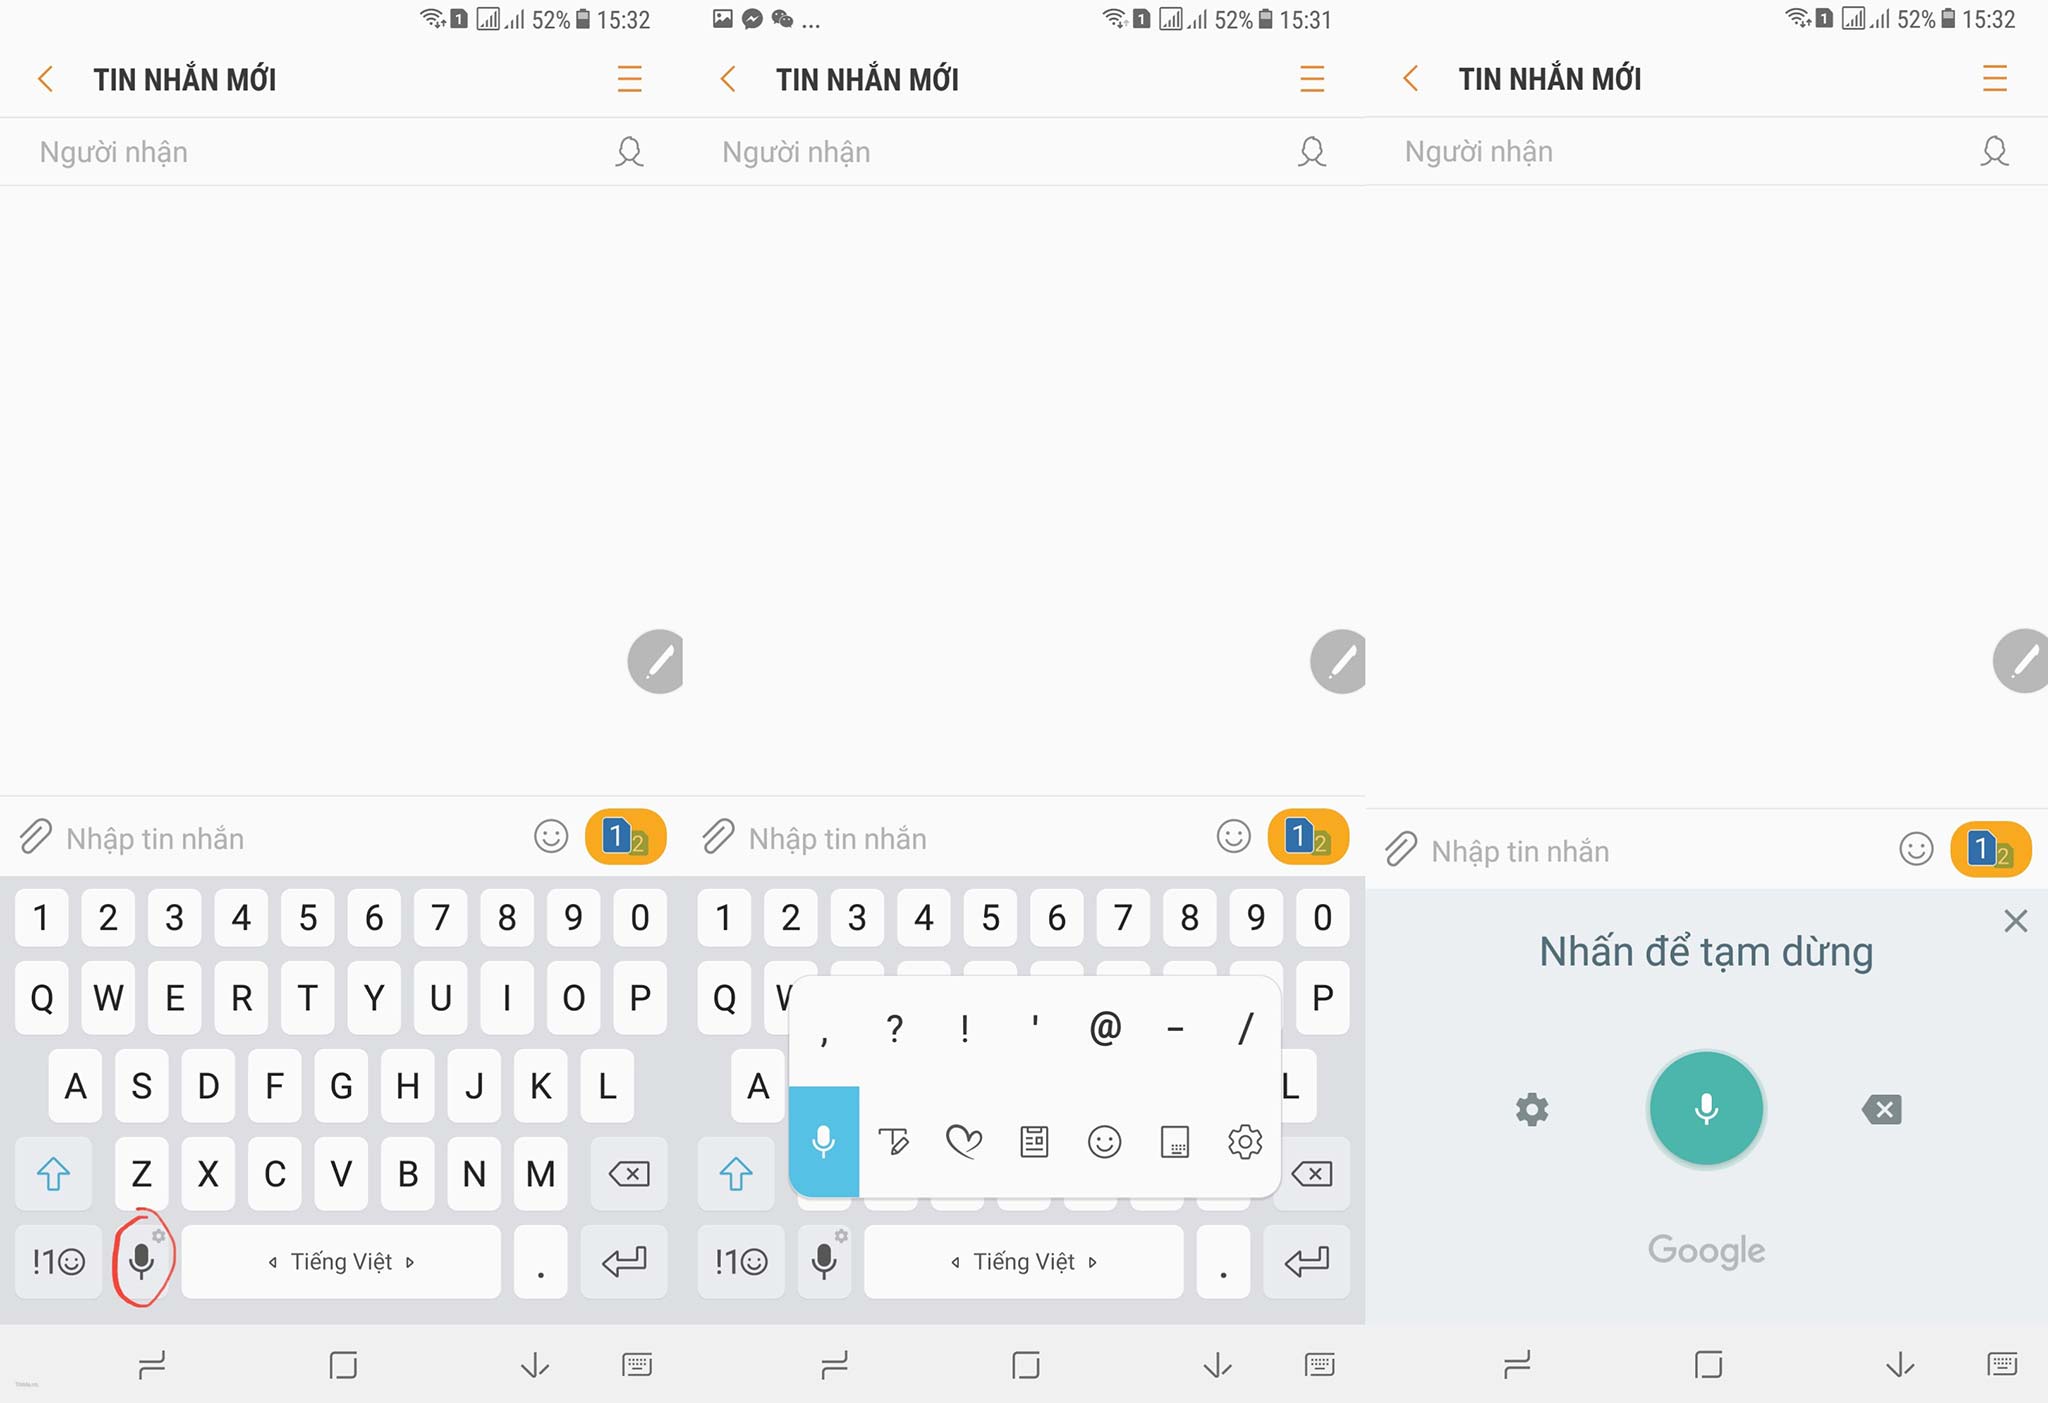 52% 15:32
TIN NHẮN MỚI
Người nhận
Nhập tin nhắn
1 2
1 2 3 4 5 6 7 8 9 0
Q W E R T Y U I O P
A S D F G H J K L
Z X C V B N M
!1 Tiếng Việt .
... 1 52% 15:31
TIN NHẮN MỚI
Người nhận
Nhập tin nhắn
1 2
1 2 3 4 5 6 7 8 9 0
Q W P
, ? ! ' @ - /
A L
!1 Tiếng Việt .
1 52% 15:32
TIN NHẮN MỚI
Người nhận
Nhập tin nhắn
1 2
Nhấn để tạm dừng
Google